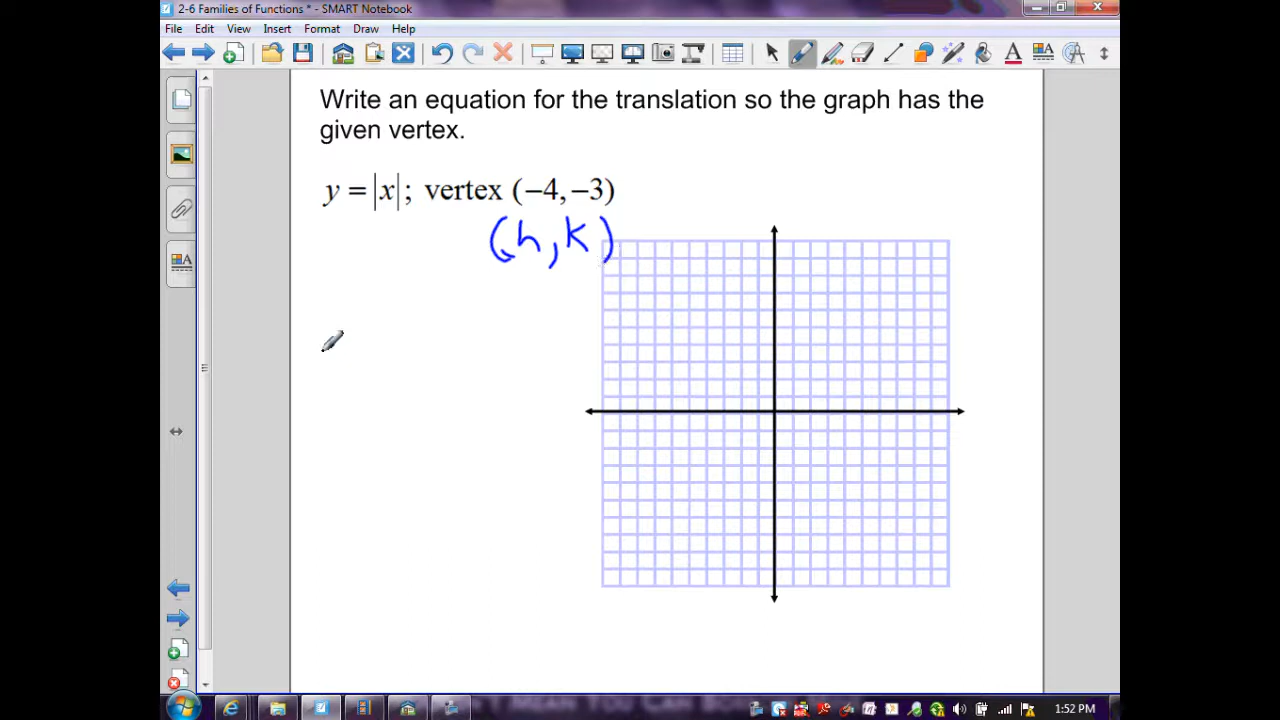 2-6 Families of Functions * - SMART Notebook
File Edit View Insert Format Draw Help
Write an equation for the translation so the graph has the
given vertex.
y = |x| ; vertex (−4, −3)
(h, k)
1:52 PM